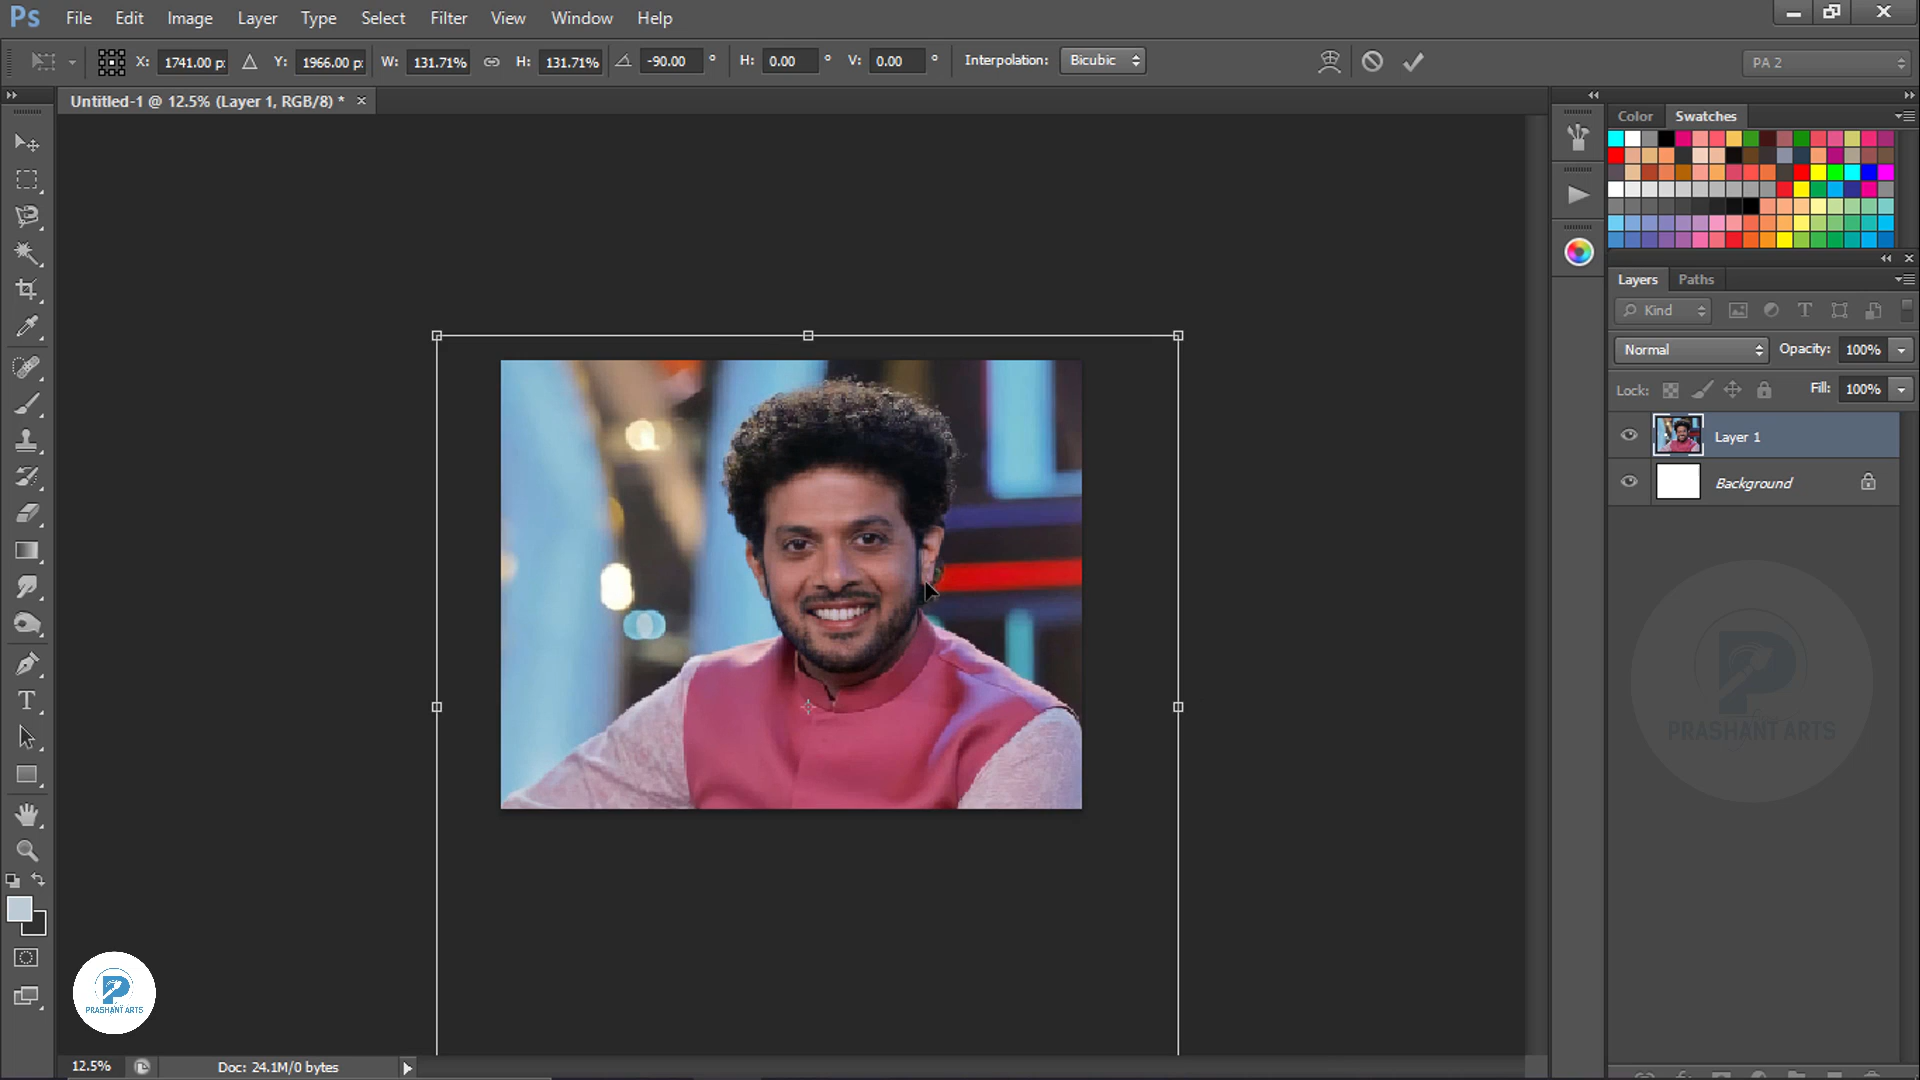 Ps File Edit Image Layer Type Select Filter View Window Help
X: 1741.00 p: Y: 1966.00 p: W: 131.71% H: 131.71% -90.00 ° H: 0.00 ° V: 0.00 ° Interpolation: Bicubic PA 2
Untitled-1 @ 12.5% (Layer 1, RGB/8) *
Color Swatches
Layers Paths
Kind
Normal Opacity: 100%
Lock: Fill: 100%
Layer 1
Background
P
PRASHANT ARTS
P
PRASHANT ARTS
12.5% Doc: 24.1M/0 bytes